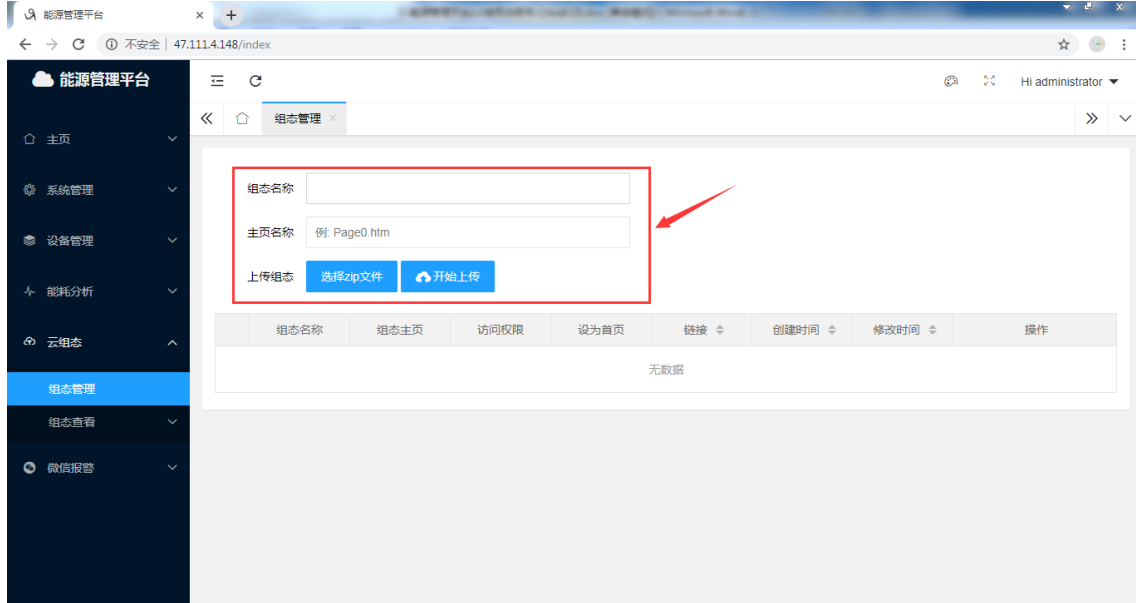 能源管理平台
不安全 | 47.111.4.148/index
能源管理平台
Hi administrator
组态管理
主页
系统管理
设备管理
能耗分析
云组态
组态管理
组态查看
微信报警
组态名称
主页名称 例: Page0.htm
上传组态 选择zip文件 开始上传
组态名称 组态主页 访问权限 设为首页 链接 创建时间 修改时间 操作
无数据